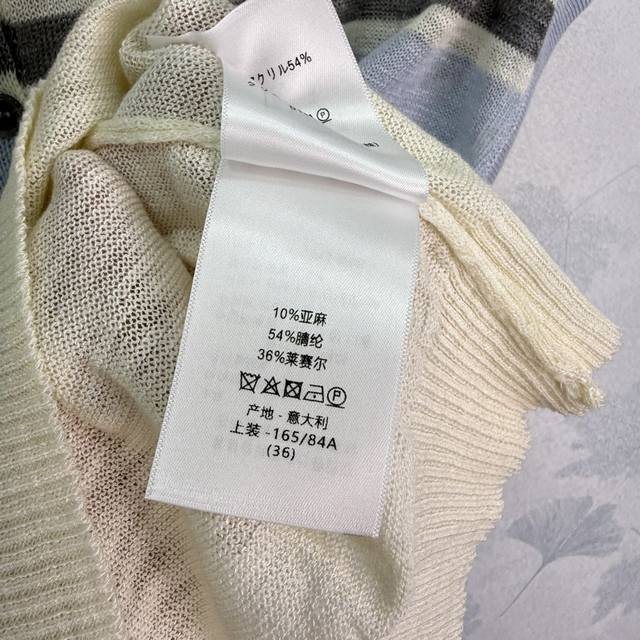 クリル54%
P
10%亚麻
54%腈纶
36%莱赛尔
P
产地 - 意大利
上装 -165/84A
(36)